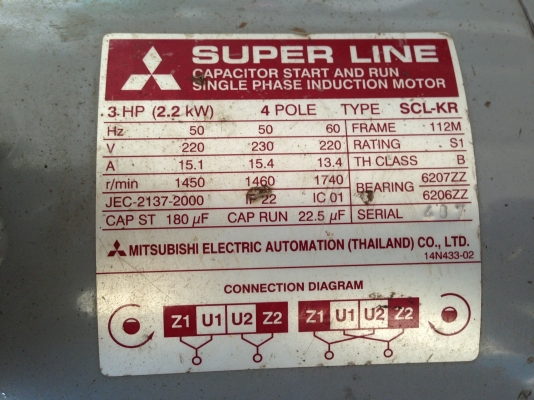 SUPER LINE
CAPACITOR START AND RUN
SINGLE PHASE INDUCTION MOTOR
3 HP (2.2 kW) 4 POLE TYPE SCL-KR
Hz 50 50 60 FRAME 112M
V 220 230 220 RATING S1
A 15.1 15.4 13.4 TH CLASS B
r/min 1450 1460 1740 BEARING 6207ZZ
JEC-2137-2000 IP 22 IC 01 6206ZZ
CAP ST 180 µF CAP RUN 22.5 µF SERIAL
MITSUBISHI ELECTRIC AUTOMATION (THAILAND) CO., LTD.
14N433-02
CONNECTION DIAGRAM
Z1 U1 U2 Z2 Z1 U1 U2 Z2